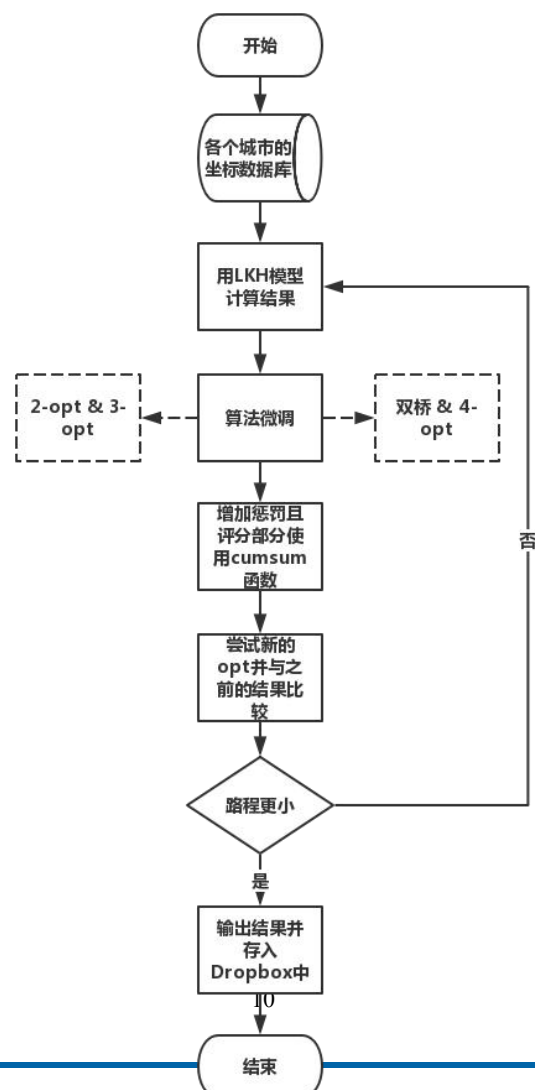 开始
各个城市的
坐标数据库
用LKH模型
计算结果
2-opt & 3-
opt
算法微调
双桥 & 4-
opt
增加惩罚且
评分部分使
用cumsum
函数
否
尝试新的
opt并与之
前的结果比
较
路程更小
是
输出结果并
存入
Dropbox中
10
结束